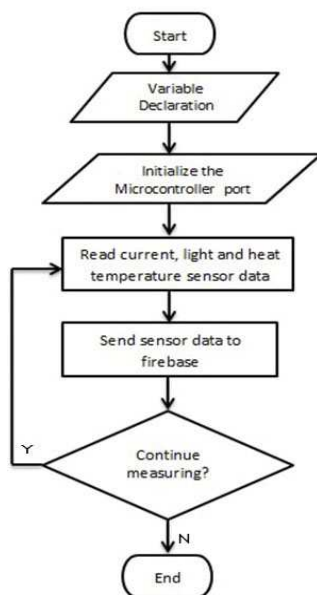 Start
Variable
Declaration
Initialize the
Microcontroller port
Read current, light and heat
temperature sensor data
Send sensor data to
firebase
Continue
measuring?
Y
N
End